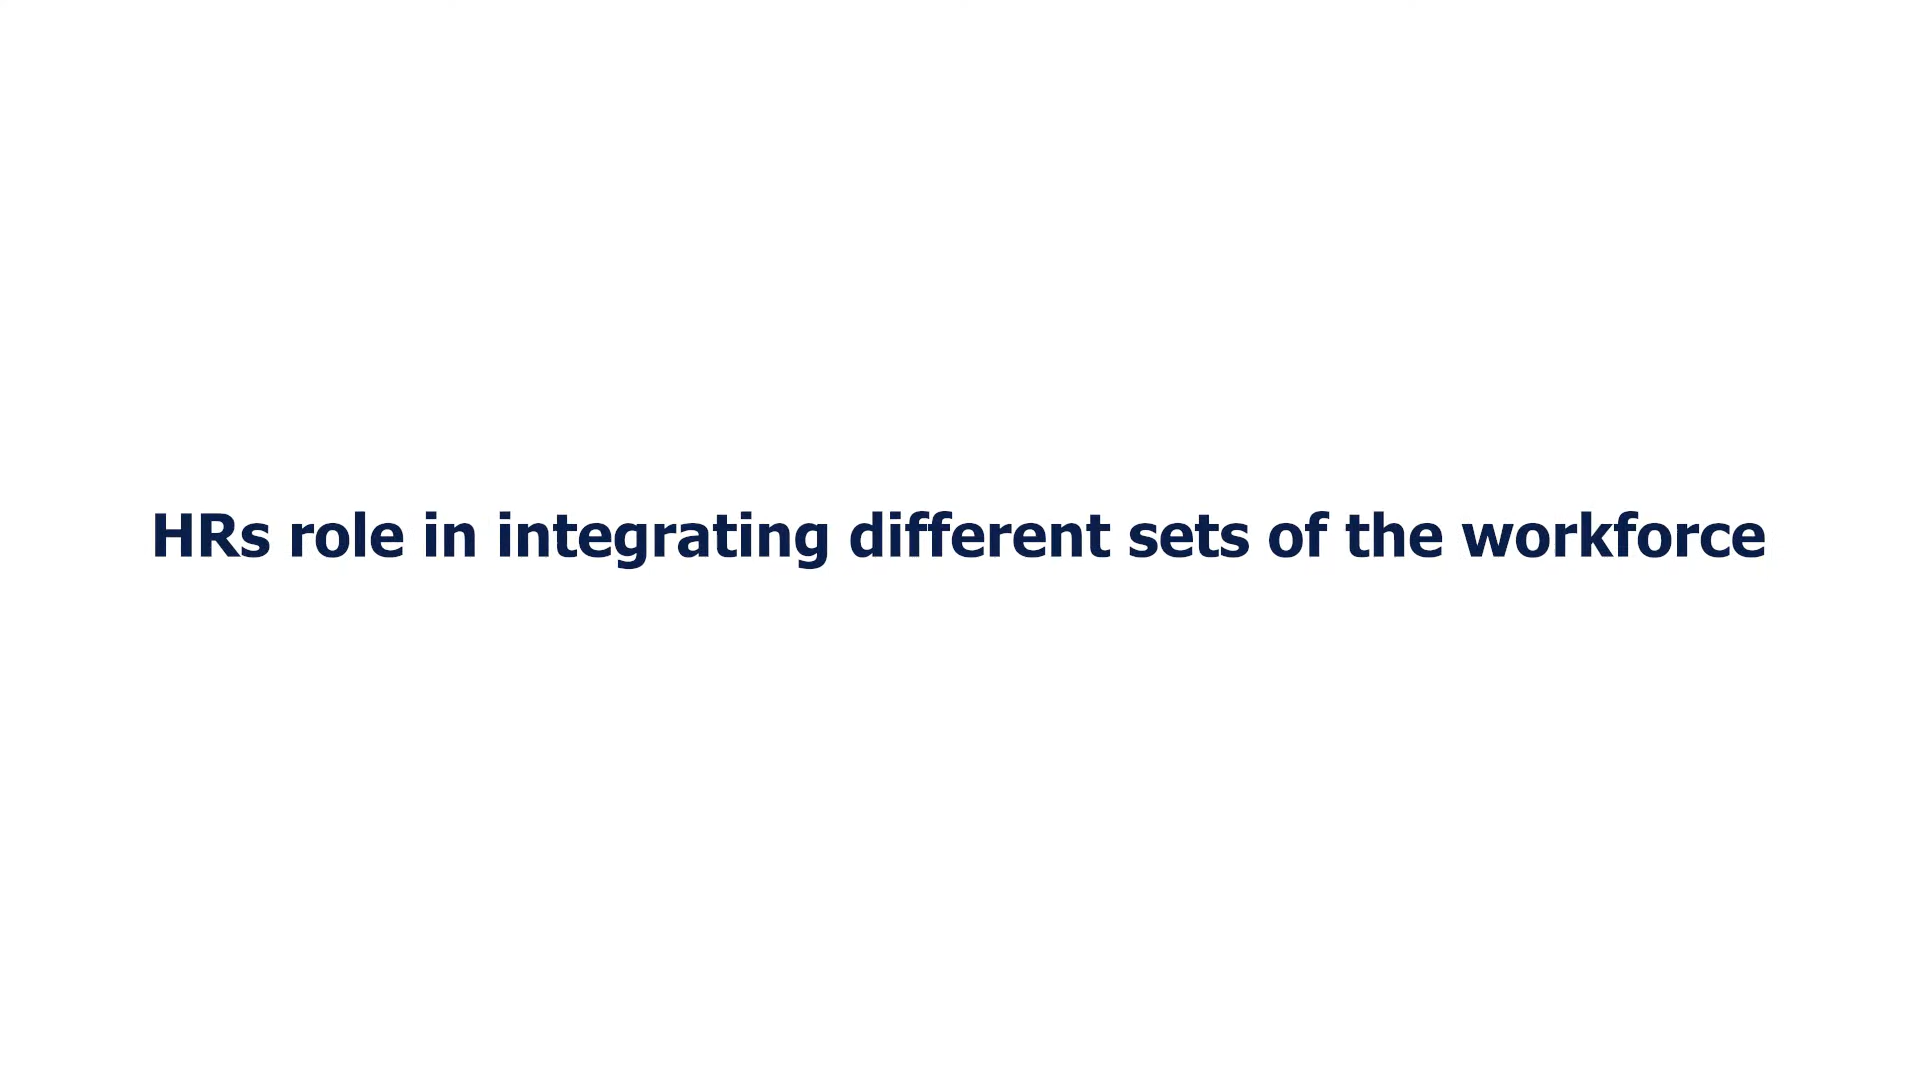 HRs role in integrating different sets of the workforce